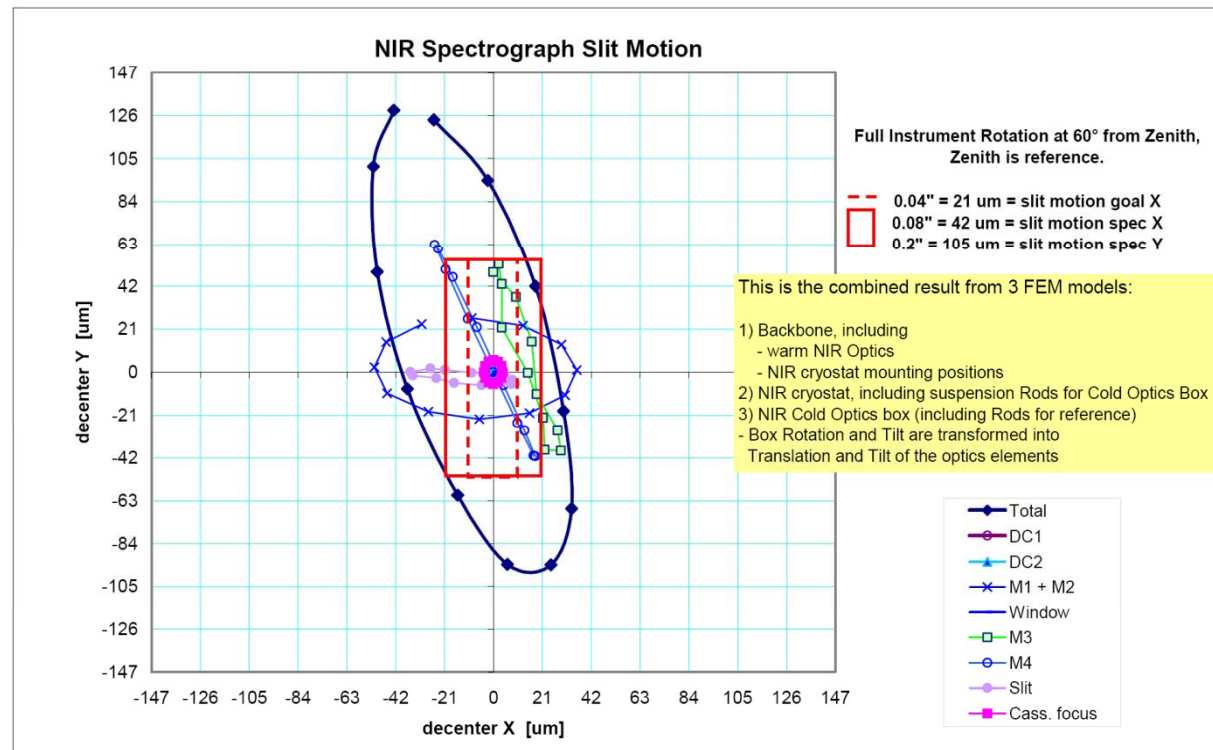 NIR Spectrograph Slit Motion
147
126
105
84
63
42
21
0
-21
-42
-63
-84
-105
-126
-147
decenter Y [um]
-147 -126 -105 -84 -63 -42 -21 0 21 42 63 84 105 126 147
decenter X [um]
Full Instrument Rotation at 60° from Zenith,
Zenith is reference.
0.04" = 21 um = slit motion goal X
0.08" = 42 um = slit motion spec X
0.2" = 105 um = slit motion spec Y
This is the combined result from 3 FEM models:
1) Backbone, including
- warm NIR Optics
- NIR cryostat mounting positions
2) NIR cryostat, including suspension Rods for Cold Optics Box
3) NIR Cold Optics box (including Rods for reference)
- Box Rotation and Tilt are transformed into
Translation and Tilt of the optics elements
Total
DC1
DC2
M1 + M2
Window
M3
M4
Slit
Cass. focus